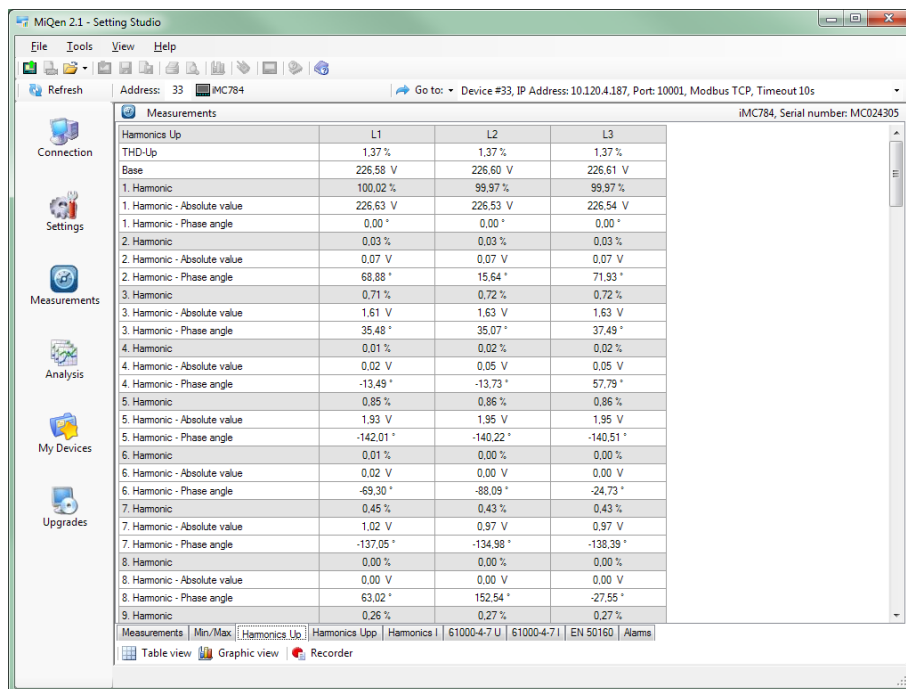 MiQen 2.1 - Setting Studio
File Tools View Help
Refresh Address: 33 iMC784 Go to: Device #33, IP Address: 10.120.4.187, Port: 10001, Modbus TCP, Timeout 10s
Measurements iMC784, Serial number: MC024305
Connection
Settings
Measurements
Analysis
My Devices
Upgrades
Harmonics Up L1 L2 L3
THD-Up 1,37 % 1,37 % 1,37 %
Base 226,58 V 226,60 V 226,61 V
1. Harmonic 100,02 % 99,97 % 99,97 %
1. Harmonic - Absolute value 226,63 V 226,53 V 226,54 V
1. Harmonic - Phase angle 0,00 ° 0,00 ° 0,00 °
2. Harmonic 0,03 % 0,03 % 0,03 %
2. Harmonic - Absolute value 0,07 V 0,07 V 0,07 V
2. Harmonic - Phase angle 68,88 ° 15,64 ° 71,93 °
3. Harmonic 0,71 % 0,72 % 0,72 %
3. Harmonic - Absolute value 1,61 V 1,63 V 1,63 V
3. Harmonic - Phase angle 35,48 ° 35,07 ° 37,49 °
4. Harmonic 0,01 % 0,02 % 0,02 %
4. Harmonic - Absolute value 0,02 V 0,05 V 0,05 V
4. Harmonic - Phase angle -13,49 ° -13,73 ° 57,79 °
5. Harmonic 0,85 % 0,86 % 0,86 %
5. Harmonic - Absolute value 1,93 V 1,95 V 1,95 V
5. Harmonic - Phase angle -142,01 ° -140,22 ° -140,51 °
6. Harmonic 0,01 % 0,00 % 0,00 %
6. Harmonic - Absolute value 0,02 V 0,00 V 0,00 V
6. Harmonic - Phase angle -69,30 ° -88,09 ° -24,73 °
7. Harmonic 0,45 % 0,43 % 0,43 %
7. Harmonic - Absolute value 1,02 V 0,97 V 0,97 V
7. Harmonic - Phase angle -137,05 ° -134,98 ° -138,39 °
8. Harmonic 0,00 % 0,00 % 0,00 %
8. Harmonic - Absolute value 0,00 V 0,00 V 0,00 V
8. Harmonic - Phase angle 63,02 ° 152,54 ° -27,55 °
9. Harmonic 0,26 % 0,27 % 0,27 %
Measurements Min/Max Harmonics Up Harmonics Upp Harmonics I 61000-4-7 U 61000-4-7 I EN 50160 Alarms
Table view Graphic view Recorder